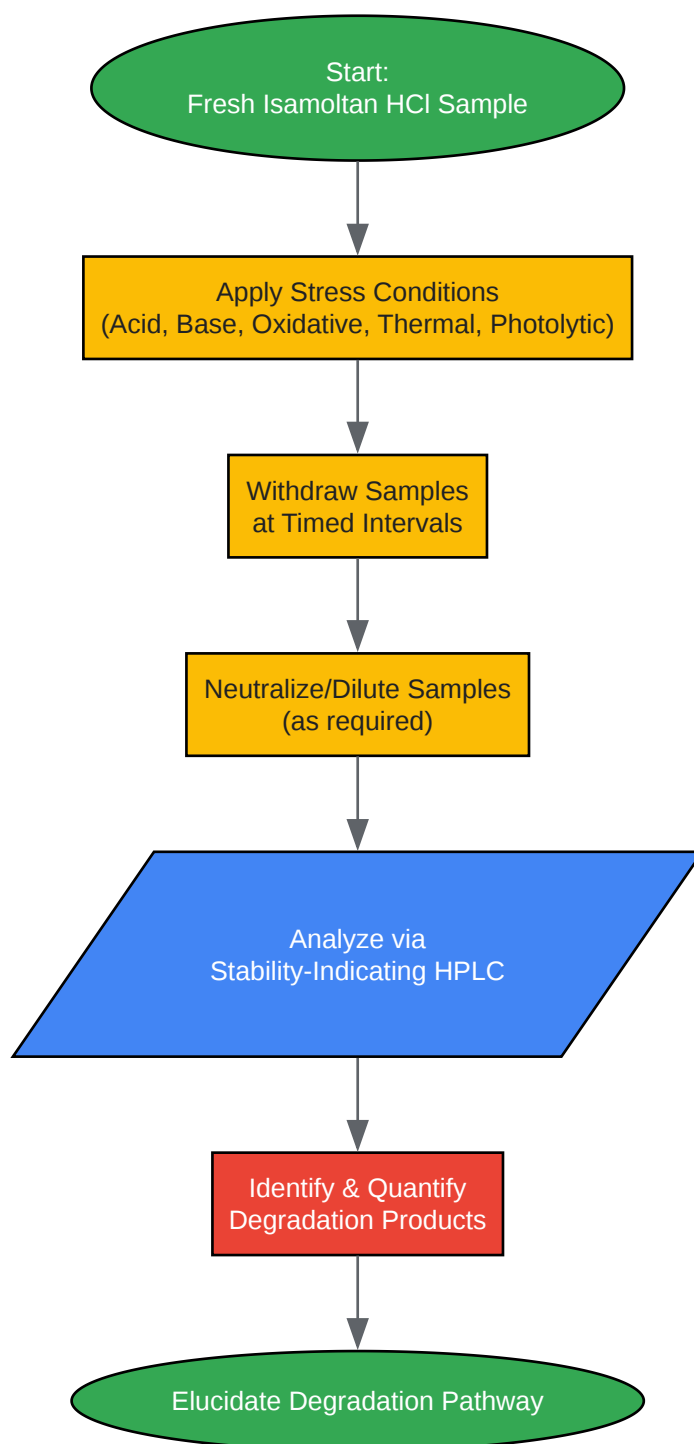 Start:
Fresh Isamoltan HCl Sample
Apply Stress Conditions
(Acid, Base, Oxidative, Thermal, Photolytic)
Withdraw Samples
at Timed Intervals
Neutralize/Dilute Samples
(as required)
Analyze via
Stability-Indicating HPLC
Identify & Quantify
Degradation Products
Elucidate Degradation Pathway